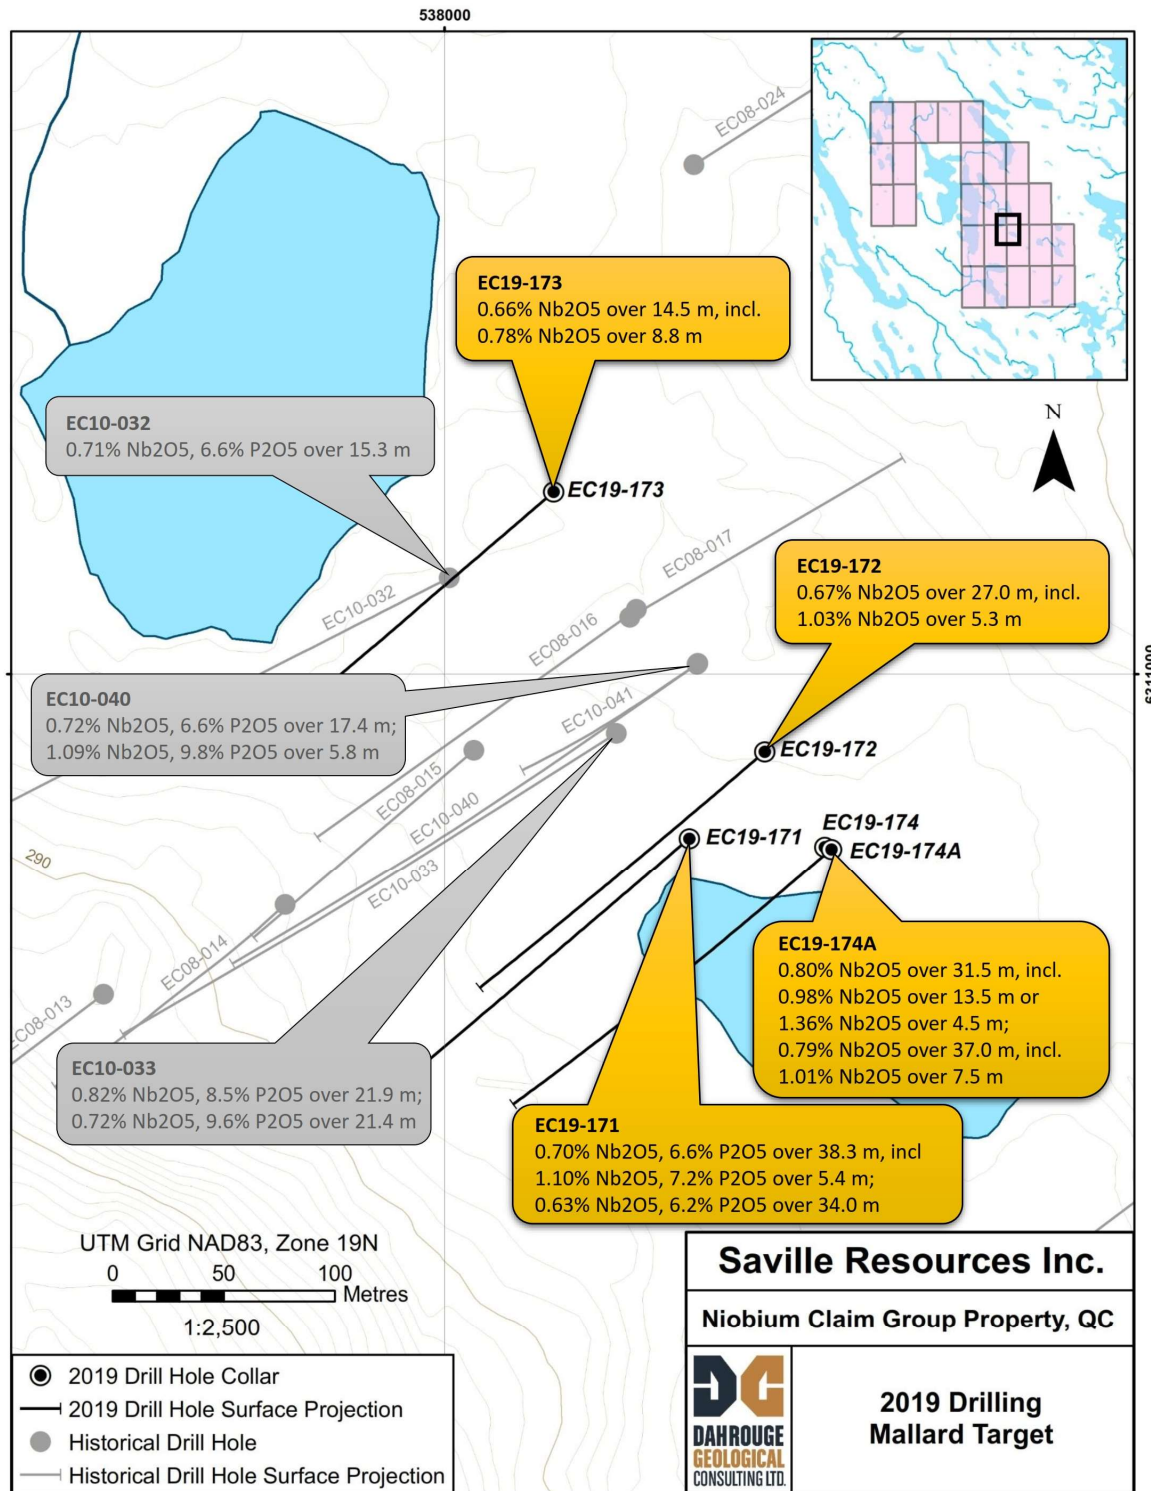 538000
EC08-024
EC19-173
0.66% Nb2O5 over 14.5 m, incl.
0.78% Nb2O5 over 8.8 m
EC10-032
0.71% Nb2O5, 6.6% P2O5 over 15.3 m
N
EC19-173
EC08-017
EC10-032
EC08-016
EC19-172
0.67% Nb2O5 over 27.0 m, incl.
1.03% Nb2O5 over 5.3 m
6311000
EC10-040
0.72% Nb2O5, 6.6% P2O5 over 17.4 m;
1.09% Nb2O5, 9.8% P2O5 over 5.8 m
EC10-041
EC19-172
EC08-015
EC10-040
EC19-171
EC19-174
EC19-174A
290
EC10-033
EC08-014
EC08-013
EC19-174A
0.80% Nb2O5 over 31.5 m, incl.
0.98% Nb2O5 over 13.5 m or
1.36% Nb2O5 over 4.5 m;
0.79% Nb2O5 over 37.0 m, incl.
1.01% Nb2O5 over 7.5 m
EC10-033
0.82% Nb2O5, 8.5% P2O5 over 21.9 m;
0.72% Nb2O5, 9.6% P2O5 over 21.4 m
EC19-171
0.70% Nb2O5, 6.6% P2O5 over 38.3 m, incl
1.10% Nb2O5, 7.2% P2O5 over 5.4 m;
0.63% Nb2O5, 6.2% P2O5 over 34.0 m
UTM Grid NAD83, Zone 19N
0 50 100
Metres
1:2,500
2019 Drill Hole Collar
2019 Drill Hole Surface Projection
Historical Drill Hole
Historical Drill Hole Surface Projection
Saville Resources Inc.
Niobium Claim Group Property, QC
DAHROUGE
GEOLOGICAL
CONSULTING LTD.
2019 Drilling
Mallard Target